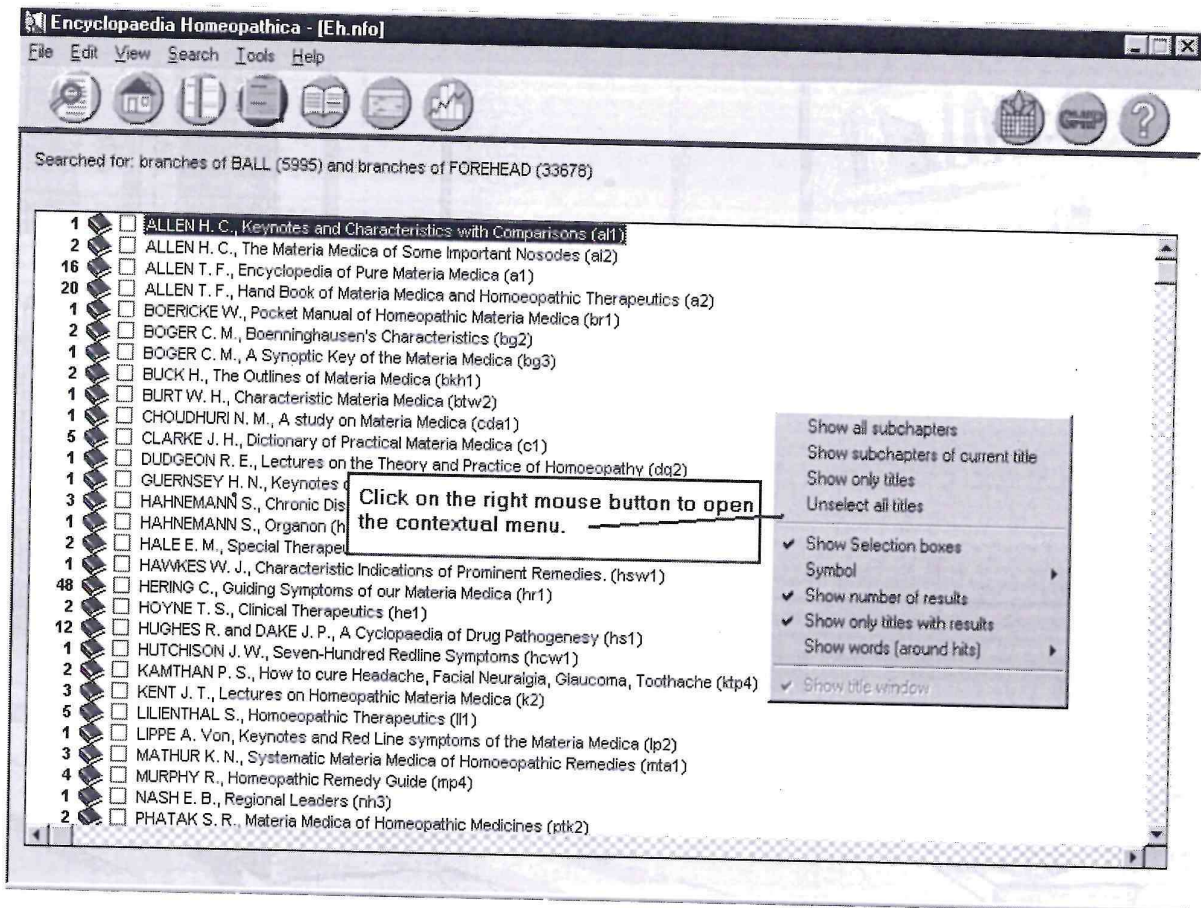 Encyclopaedia Homeopathica - [Eh.nfo]
File Edit View Search Tools Help
GHIP ?
Searched for: branches of BALL (5995) and branches of FOREHEAD (33678)
1 ALLEN H. C., Keynotes and Characteristics with Comparisons (al1)
2 ALLEN H. C., The Materia Medica of Some Important Nosodes (al2)
16 ALLEN T. F., Encyclopedia of Pure Materia Medica (a1)
20 ALLEN T. F., Hand Book of Materia Medica and Homoeopathic Therapeutics (a2)
1 BOERICKE W., Pocket Manual of Homeopathic Materia Medica (br1)
2 BOGER C. M., Boenninghausen's Characteristics (bg2)
1 BOGER C. M., A Synoptic Key of the Materia Medica (bg3)
2 BUCK H., The Outlines of Materia Medica (bkh1)
1 BURT W. H., Characteristic Materia Medica (btw2)
1 CHOUDHURI N. M., A study on Materia Medica (cda1)
5 CLARKE J. H., Dictionary of Practical Materia Medica (c1)
1 DUDGEON R. E., Lectures on the Theory and Practice of Homoeopathy (dg2)
1 GUERNSEY H. N., Keynotes
3 HAHNEMANN S., Chronic Dis
1 HAHNEMANN S., Organon (h
2 HALE E. M., Special Therapeu
1 HAWKES W. J., Characteristic Indications of Prominent Remedies. (hsw1)
48 HERING C., Guiding Symptoms of our Materia Medica (hr1)
2 HOYNE T. S., Clinical Therapeutics (he1)
12 HUGHES R. and DAKE J. P., A Cyclopaedia of Drug Pathogenesy (hs1)
1 HUTCHISON J. W., Seven-Hundred Redline Symptoms (hcw1)
2 KAMTHAN P. S., How to cure Headache, Facial Neuralgia, Glaucoma, Toothache (ktp4)
3 KENT J. T., Lectures on Homeopathic Materia Medica (k2)
5 LILIENTHAL S., Homoeopathic Therapeutics (ll1)
1 LIPPE A. Von, Keynotes and Red Line symptoms of the Materia Medica (lp2)
3 MATHUR K. N., Systematic Materia Medica of Homoeopathic Remedies (mta1)
4 MURPHY R., Homeopathic Remedy Guide (mp4)
1 NASH E. B., Regional Leaders (nh3)
2 PHATAK S. R., Materia Medica of Homeopathic Medicines (ptk2)
Click on the right mouse button to open
the contextual menu.
Show all subchapters
Show subchapters of current title
Show only titles
Unselect all titles
Show Selection boxes
Symbol
Show number of results
Show only titles with results
Show words (around hits)
Show title window